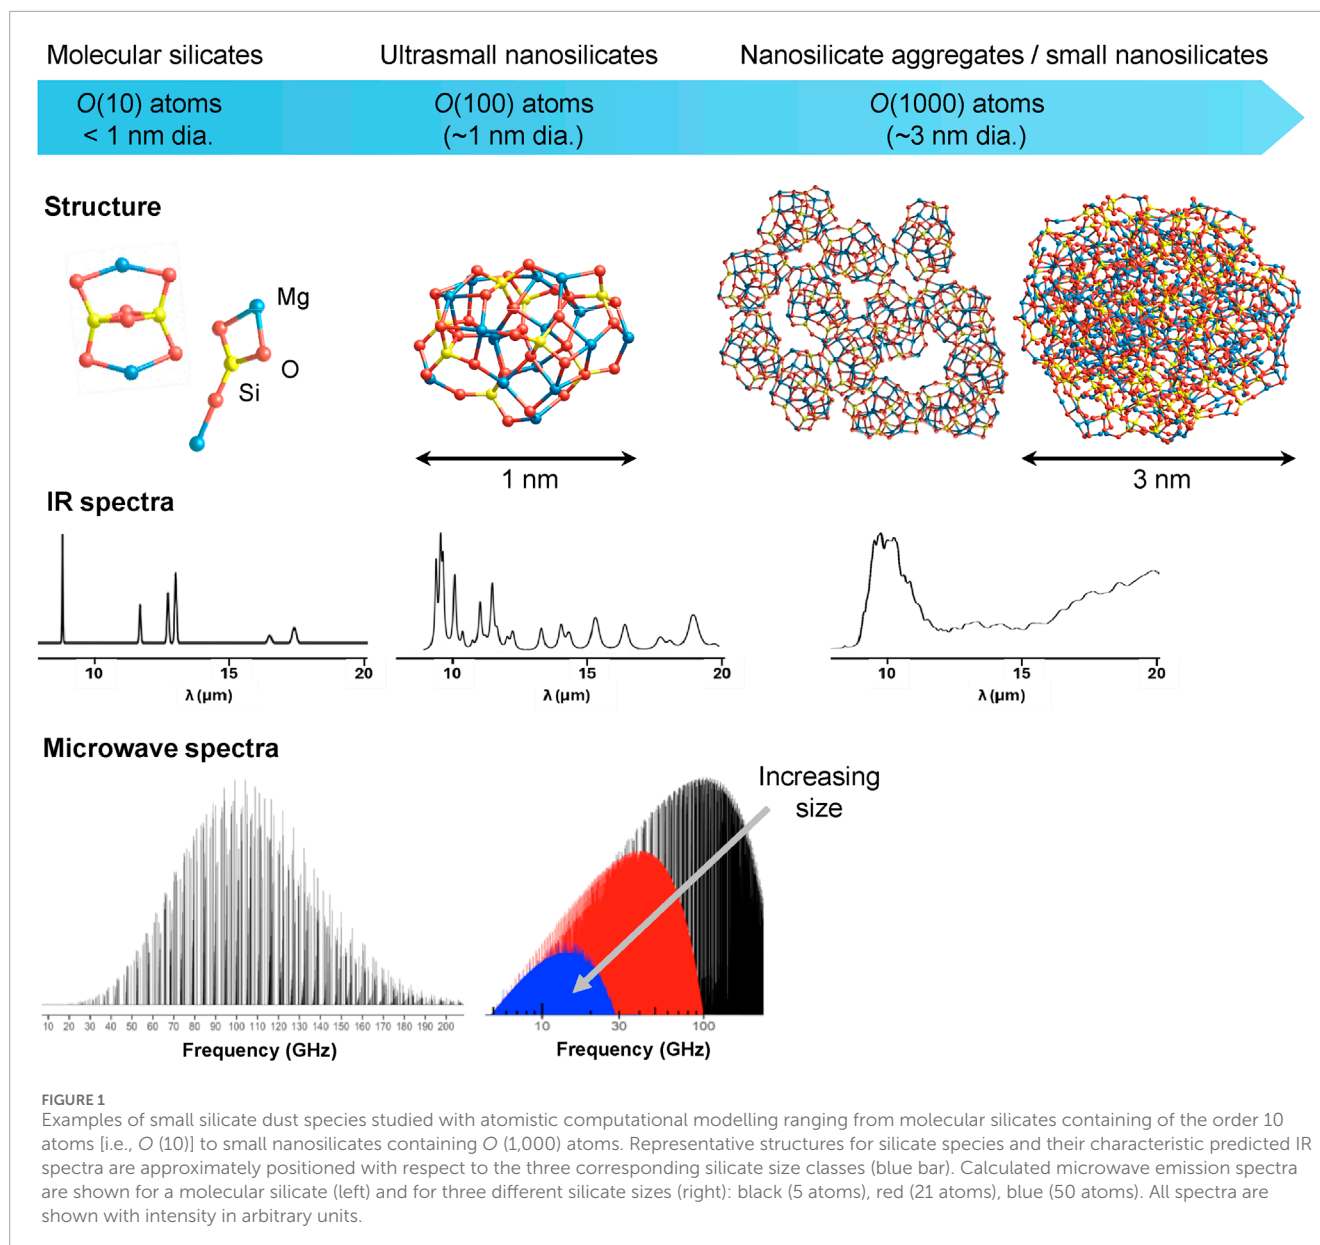 Molecular silicates
Ultrasmall nanosilicates
Nanosilicate aggregates / small nanosilicates
O(10) atoms
< 1 nm dia.
O(100) atoms
(~1 nm dia.)
O(1000) atoms
(~3 nm dia.)
Structure
Mg
O
Si
1 nm
3 nm
IR spectra
10 15 20
λ (μm)
10 15 20
λ (μm)
10 15 20
λ (μm)
Microwave spectra
Increasing
size
10 20 30 40 50 60 70 80 90 100 110 120 130 140 150 160 170 180 190 200
Frequency (GHz)
10 30 100
Frequency (GHz)
FIGURE 1
Examples of small silicate dust species studied with atomistic computational modelling ranging from molecular silicates containing of the order 10
atoms [i.e., O (10)] to small nanosilicates containing O (1,000) atoms. Representative structures for silicate species and their characteristic predicted IR
spectra are approximately positioned with respect to the three corresponding silicate size classes (blue bar). Calculated microwave emission spectra
are shown for a molecular silicate (left) and for three different silicate sizes (right): black (5 atoms), red (21 atoms), blue (50 atoms). All spectra are
shown with intensity in arbitrary units.